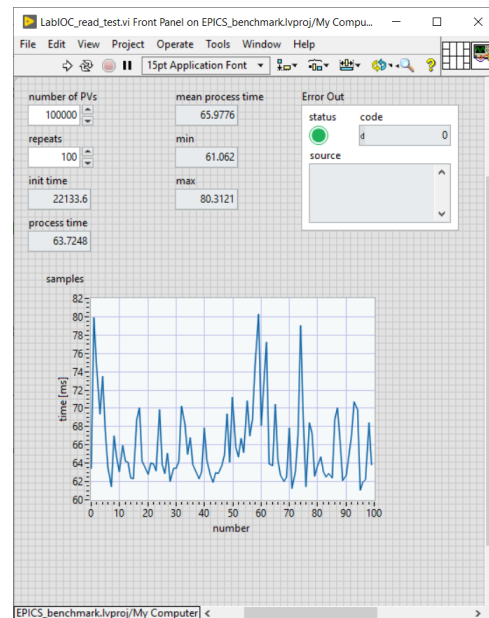 LabIOC_read_test.vi Front Panel on EPICS_benchmark.lvproj/My Compu...
File Edit View Project Operate Tools Window Help
15pt Application Font
number of PVs
100000
repeats
100
init time
22133.6
process time
63.7248
mean process time
65.9776
min
61.062
max
80.3121
Error Out
status code
d 0
source
samples
82
80
78
76
74
72
70
68
66
64
62
60
time [ms]
0 10 20 30 40 50 60 70 80 90 100
number
EPICS_benchmark.lvproj/My Computer